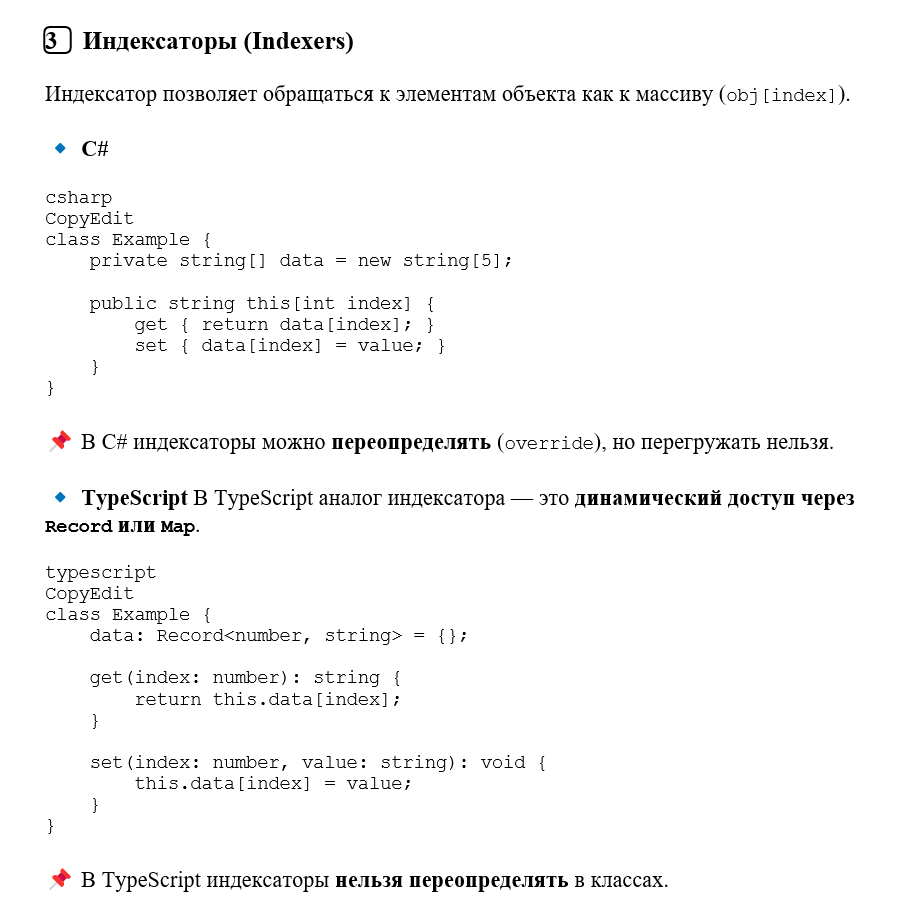 3 Индексаторы (Indexers)
Индексатор позволяет обращаться к элементам объекта как к массиву (obj[index]).
C#
csharp
CopyEdit
class Example {
    private string[] data = new string[5];
    public string this[int index] {
        get { return data[index]; }
        set { data[index] = value; }
    }
}
В C# индексаторы можно переопределять (override), но перегружать нельзя.
TypeScript В TypeScript аналог индексатора — это динамический доступ через
Record или Map.
typescript
CopyEdit
class Example {
    data: Record<number, string> = {};
    get(index: number): string {
        return this.data[index];
    }
    set(index: number, value: string): void {
        this.data[index] = value;
    }
}
В TypeScript индексаторы нельзя переопределять в классах.